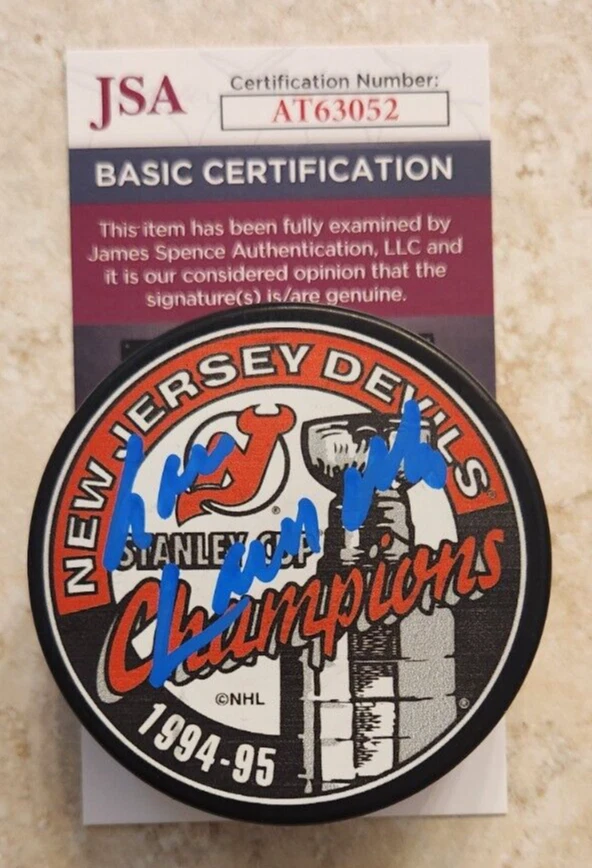 JSA
Certification Number:
AT63052
BASIC CERTIFICATION
This item has been fully examined by
James Spence Authentication, LLC and
it is our considered opinion that the
signature(s) is/are genuine.
NEW JERSEY DEVILS
NJ
STANLEY CUP
Champions
©NHL
1994-95